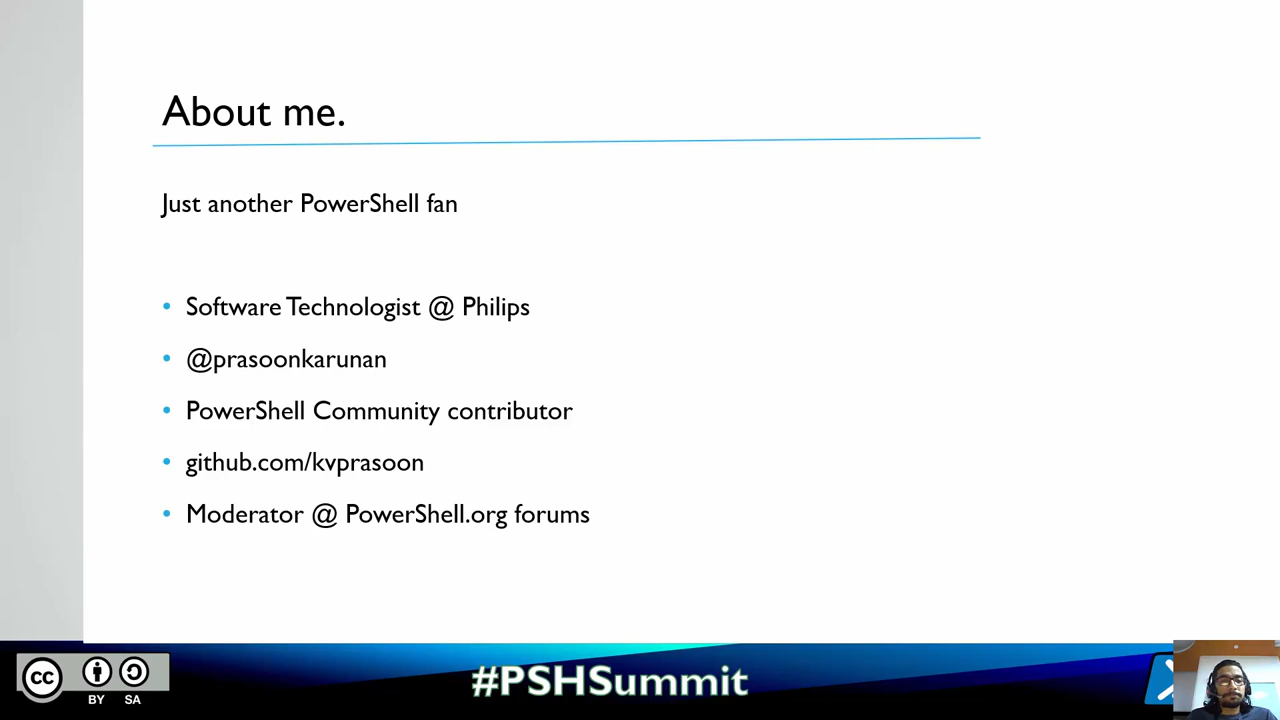 About me.
Just another PowerShell fan
• Software Technologist @ Philips
• @prasoonkarunan
• PowerShell Community contributor
• github.com/kvprasoon
• Moderator @ PowerShell.org forums
#PSHSummit
cc
BY SA